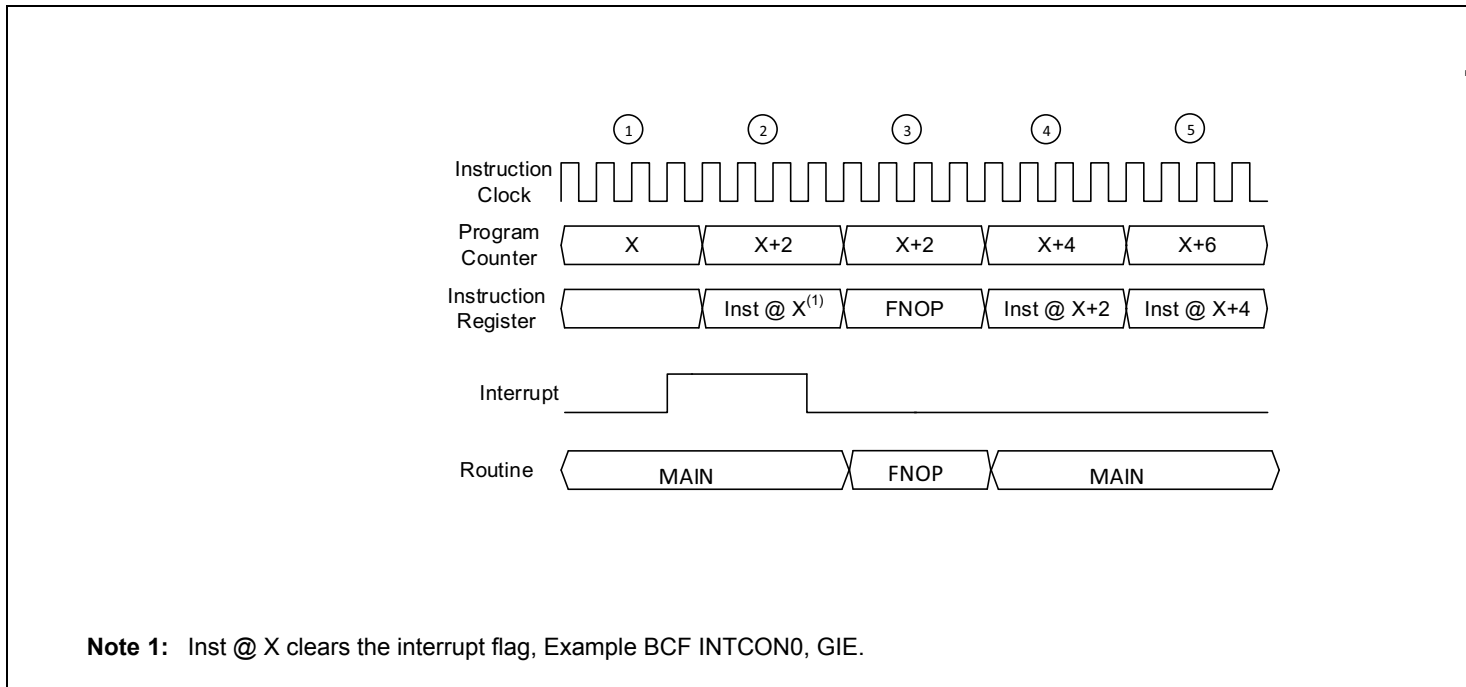 1 2 3 4 5
Instruction
Clock
Program
Counter
X X+2 X+2 X+4 X+6
Instruction
Register
Inst @ X(1) FNOP Inst @ X+2 Inst @ X+4
Interrupt
Routine MAIN FNOP MAIN
Note 1: Inst @ X clears the interrupt flag, Example BCF INTCON0, GIE.